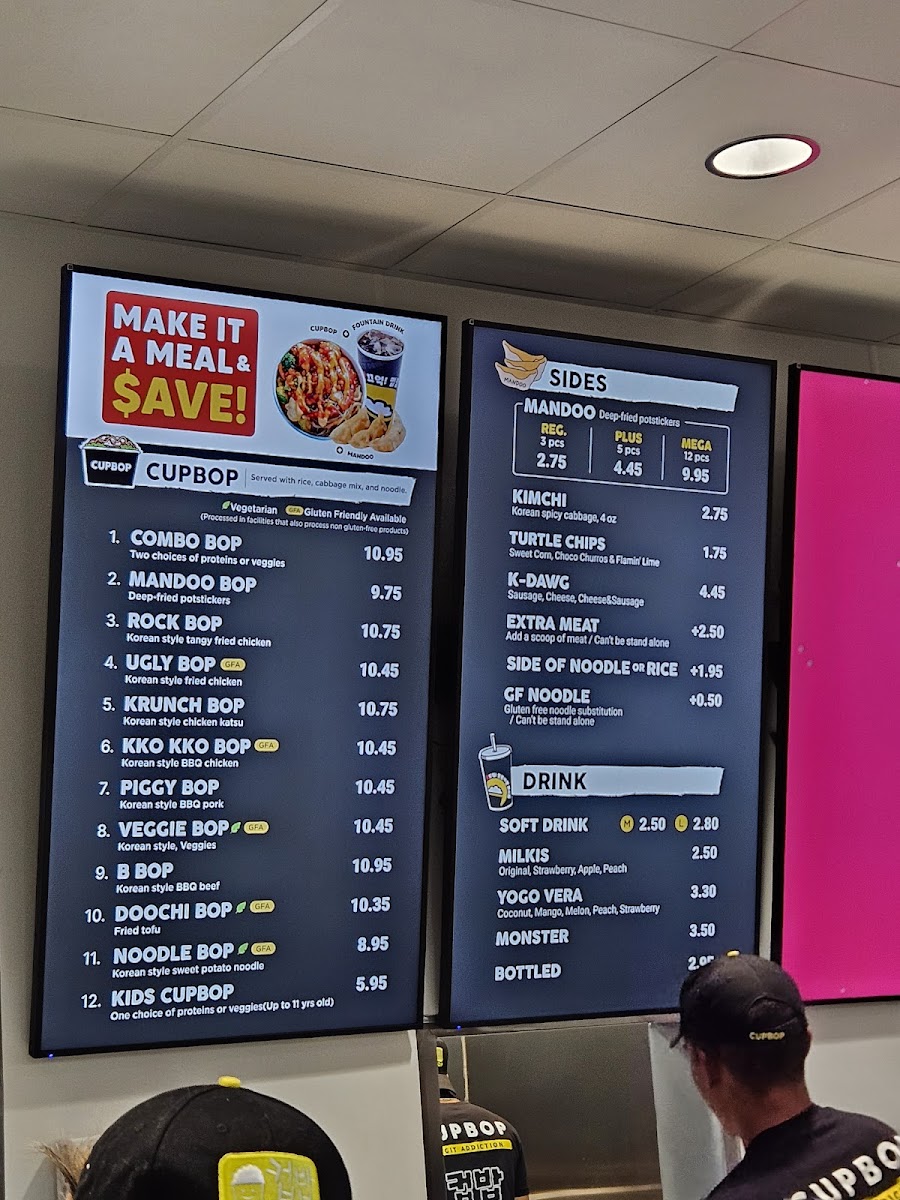 MAKE IT
A MEAL &
$AVE!
CUPBOP
FOUNTAIN DRINK
MANDOO
CUPBOP
CUPBOP
Served with rice, cabbage mix, and noodle.
Vegetarian GFA Gluten Friendly Available
(Processed in facilities that also process non gluten-free products)
1. COMBO BOP 10.95
Two choices of proteins or veggies
2. MANDOO BOP 9.75
Deep-fried potstickers
3. ROCK BOP 10.75
Korean style tangy fried chicken
4. UGLY BOP GFA 10.45
Korean style fried chicken
5. KRUNCH BOP 10.75
Korean style chicken katsu
6. KKO KKO BOP GFA 10.45
Korean style BBQ chicken
7. PIGGY BOP 10.45
Korean style BBQ pork
8. VEGGIE BOP GFA 10.45
Korean style, Veggies
9. B BOP 10.95
Korean style BBQ beef
10. DOOCHI BOP GFA 10.35
Fried tofu
11. NOODLE BOP GFA 8.95
Korean style sweet potato noodle
12. KIDS CUPBOP 5.95
One choice of proteins or veggies(Up to 11 yrs old)
MANDOO
SIDES
MANDOO Deep-fried potstickers
REG. PLUS MEGA
3 pcs 5 pcs 12 pcs
2.75 4.45 9.95
KIMCHI 2.75
Korean spicy cabbage, 4 oz
TURTLE CHIPS 1.75
Sweet Corn, Choco Churros & Flamin' Lime
K-DAWG 4.45
Sausage, Cheese, Cheese&Sausage
EXTRA MEAT +2.50
Add a scoop of meat / Can't be stand alone
SIDE OF NOODLE OR RICE +1.95
GF NOODLE +0.50
Gluten free noodle substitution
/ Can't be stand alone
DRINK
SOFT DRINK M 2.50 L 2.80
MILKIS 2.50
Original, Strawberry, Apple, Peach
YOGO VERA 3.30
Coconut, Mango, Melon, Peach, Strawberry
MONSTER 3.50
BOTTLED
CUPBOP
UPBOP
GIT ADDICTION
컵밥
컵밥
CUPBO